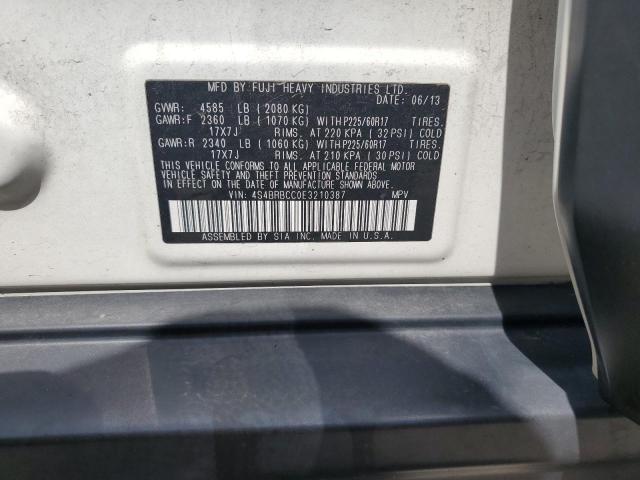 MFD BY FUJI HEAVY INDUSTRIES LTD.
DATE: 06/13
GVWR: 4585 LB (2080 KG)
GAWR:F 2360 LB (1070 KG) WITH P225/60R17 TIRES.
17X7J RIMS. AT 220 KPA (32 PSI) COLD
GAWR:R 2340 LB (1060 KG) WITH P225/60R17 TIRES.
17X7J RIMS. AT 210 KPA (30 PSI) COLD
THIS VEHICLE CONFORMS TO ALL APPLICABLE FEDERAL MOTOR
VEHICLE SAFETY AND THEFT PREVENTION STANDARDS IN EFFECT ON
THE DATE OF MANUFACTURE SHOWN ABOVE.
VIN: 4S4BRBCC0E3210387 MPV
ASSEMBLED BY SIA INC. MADE IN U.S.A.